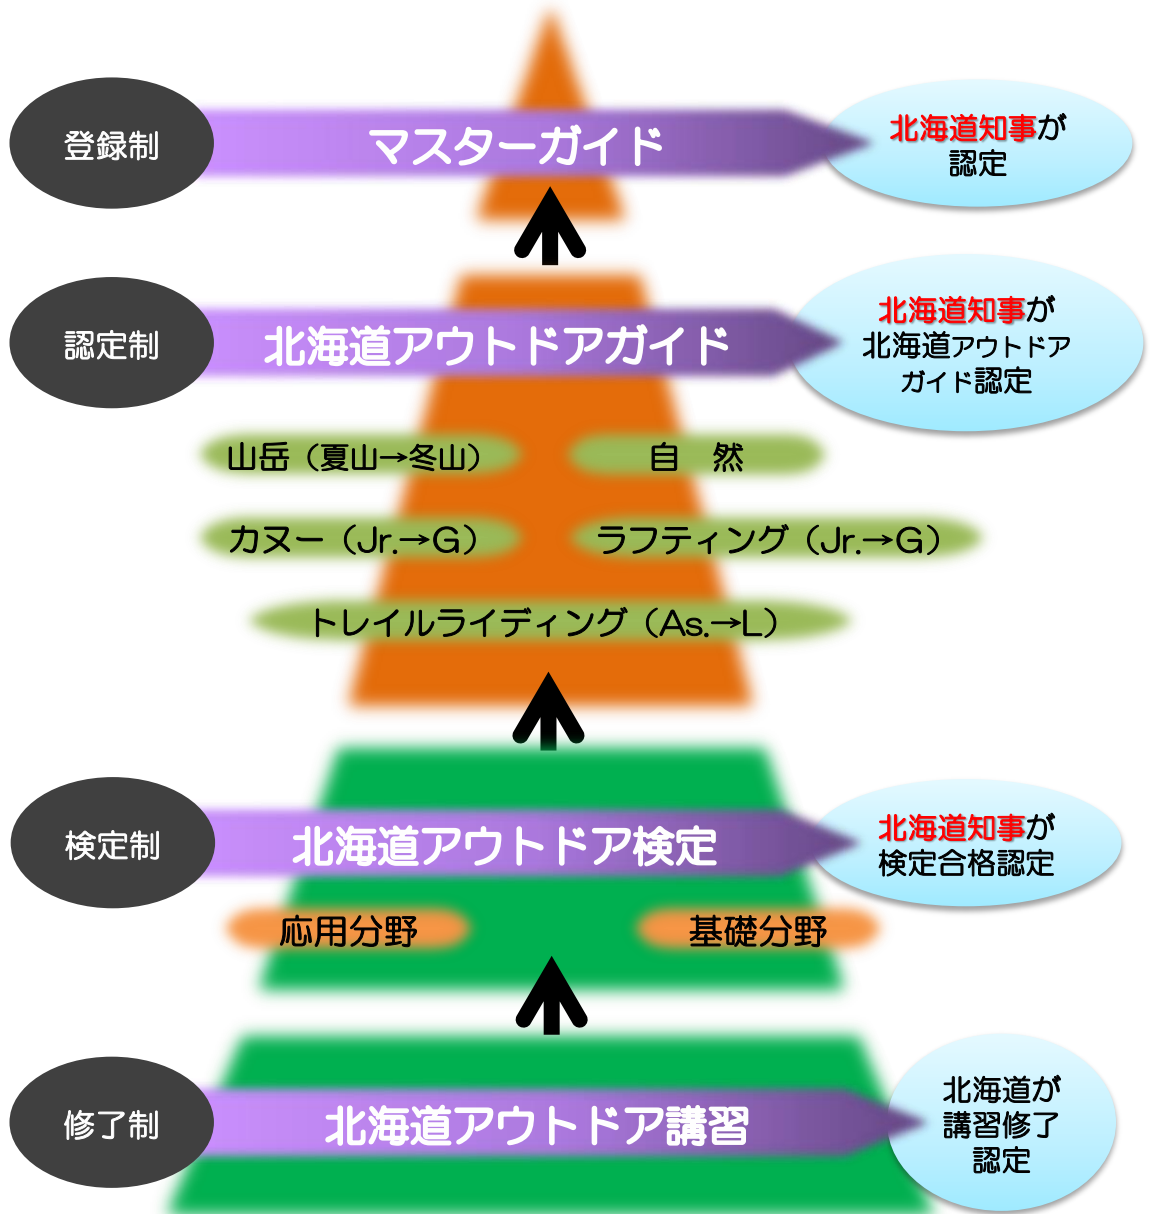 登録制
マスターガイド
北海道知事が
認定
認定制
北海道アウトドアガイド
北海道知事が
北海道アウトドア
ガイド認定
山岳（夏山→冬山）
自　然
カヌー（Jr.→G）
ラフティング（Jr.→G）
トレイルライディング（As.→L）
検定制
北海道アウトドア検定
北海道知事が
検定合格認定
応用分野
基礎分野
修了制
北海道アウトドア講習
北海道が
講習修了
認定